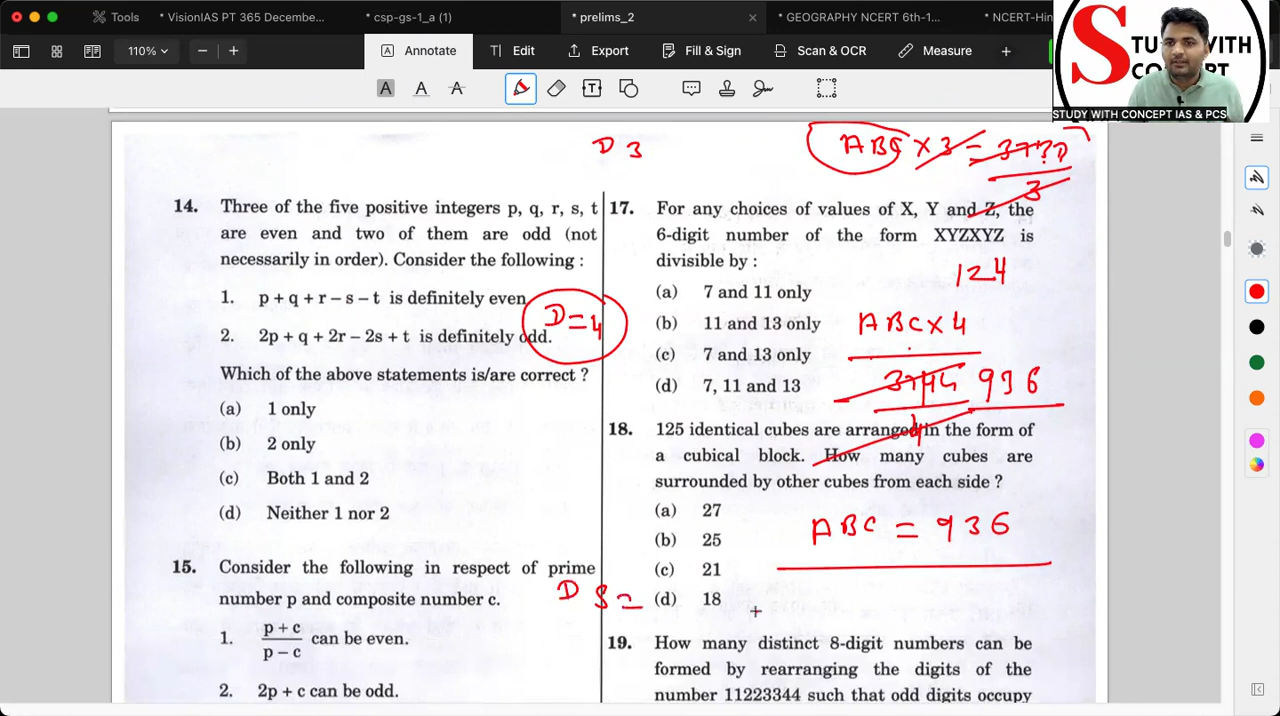 Tools
* VisionIAS PT 365 Decembe...
* csp-gs-1_a (1)
* prelims_2
* GEOGRAPHY NCERT 6th-1...
* NCERT-Hin
110%
Annotate
Edit
Export
Fill & Sign
Scan & OCR
Measure
STUDY WITH
CONCEPT
STUDY WITH CONCEPT IAS & PCS
D 3
ABC × 3 =
3
14. Three of the five positive integers p, q, r, s, t
are even and two of them are odd (not
necessarily in order). Consider the following :
1. p + q + r − s − t is definitely even.
2. 2p + q + 2r − 2s + t is definitely odd.
D = 4
Which of the above statements is/are correct ?
(a) 1 only
(b) 2 only
(c) Both 1 and 2
(d) Neither 1 nor 2
15. Consider the following in respect of prime
number p and composite number c.
1. p + c
p − c
can be even.
2. 2p + c can be odd.
17. For any choices of values of X, Y and Z, the
6-digit number of the form XYZXYZ is
divisible by :
124
(a) 7 and 11 only
(b) 11 and 13 only
(c) 7 and 13 only
(d) 7, 11 and 13
ABC × 4
3744 936
4
18. 125 identical cubes are arranged in the form of
a cubical block. How many cubes are
surrounded by other cubes from each side ?
(a) 27
(b) 25
(c) 21
(d) 18
ABC = 936
D
19. How many distinct 8-digit numbers can be
formed by rearranging the digits of the
number 11223344 such that odd digits occupy